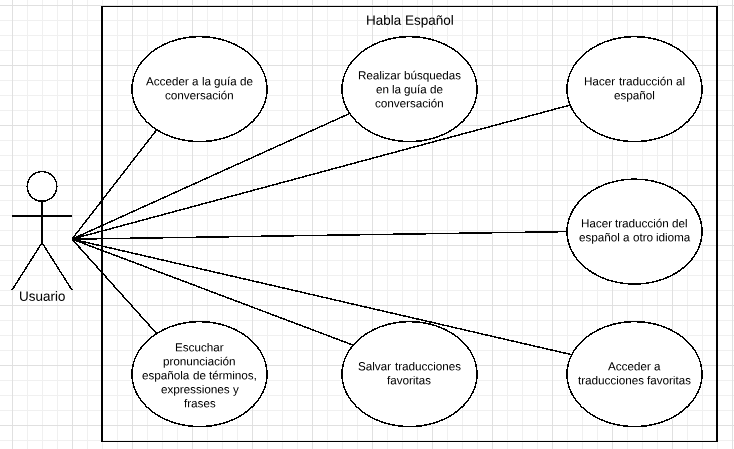 Habla Español
Acceder a la guía de
conversación
Realizar búsquedas
en la guía de
conversación
Hacer traducción al
español
Hacer traducción del
español a otro idioma
Usuario
Escuchar
pronunciación
española de términos,
expressiones y
frases
Salvar traducciones
favoritas
Acceder a
traducciones favoritas